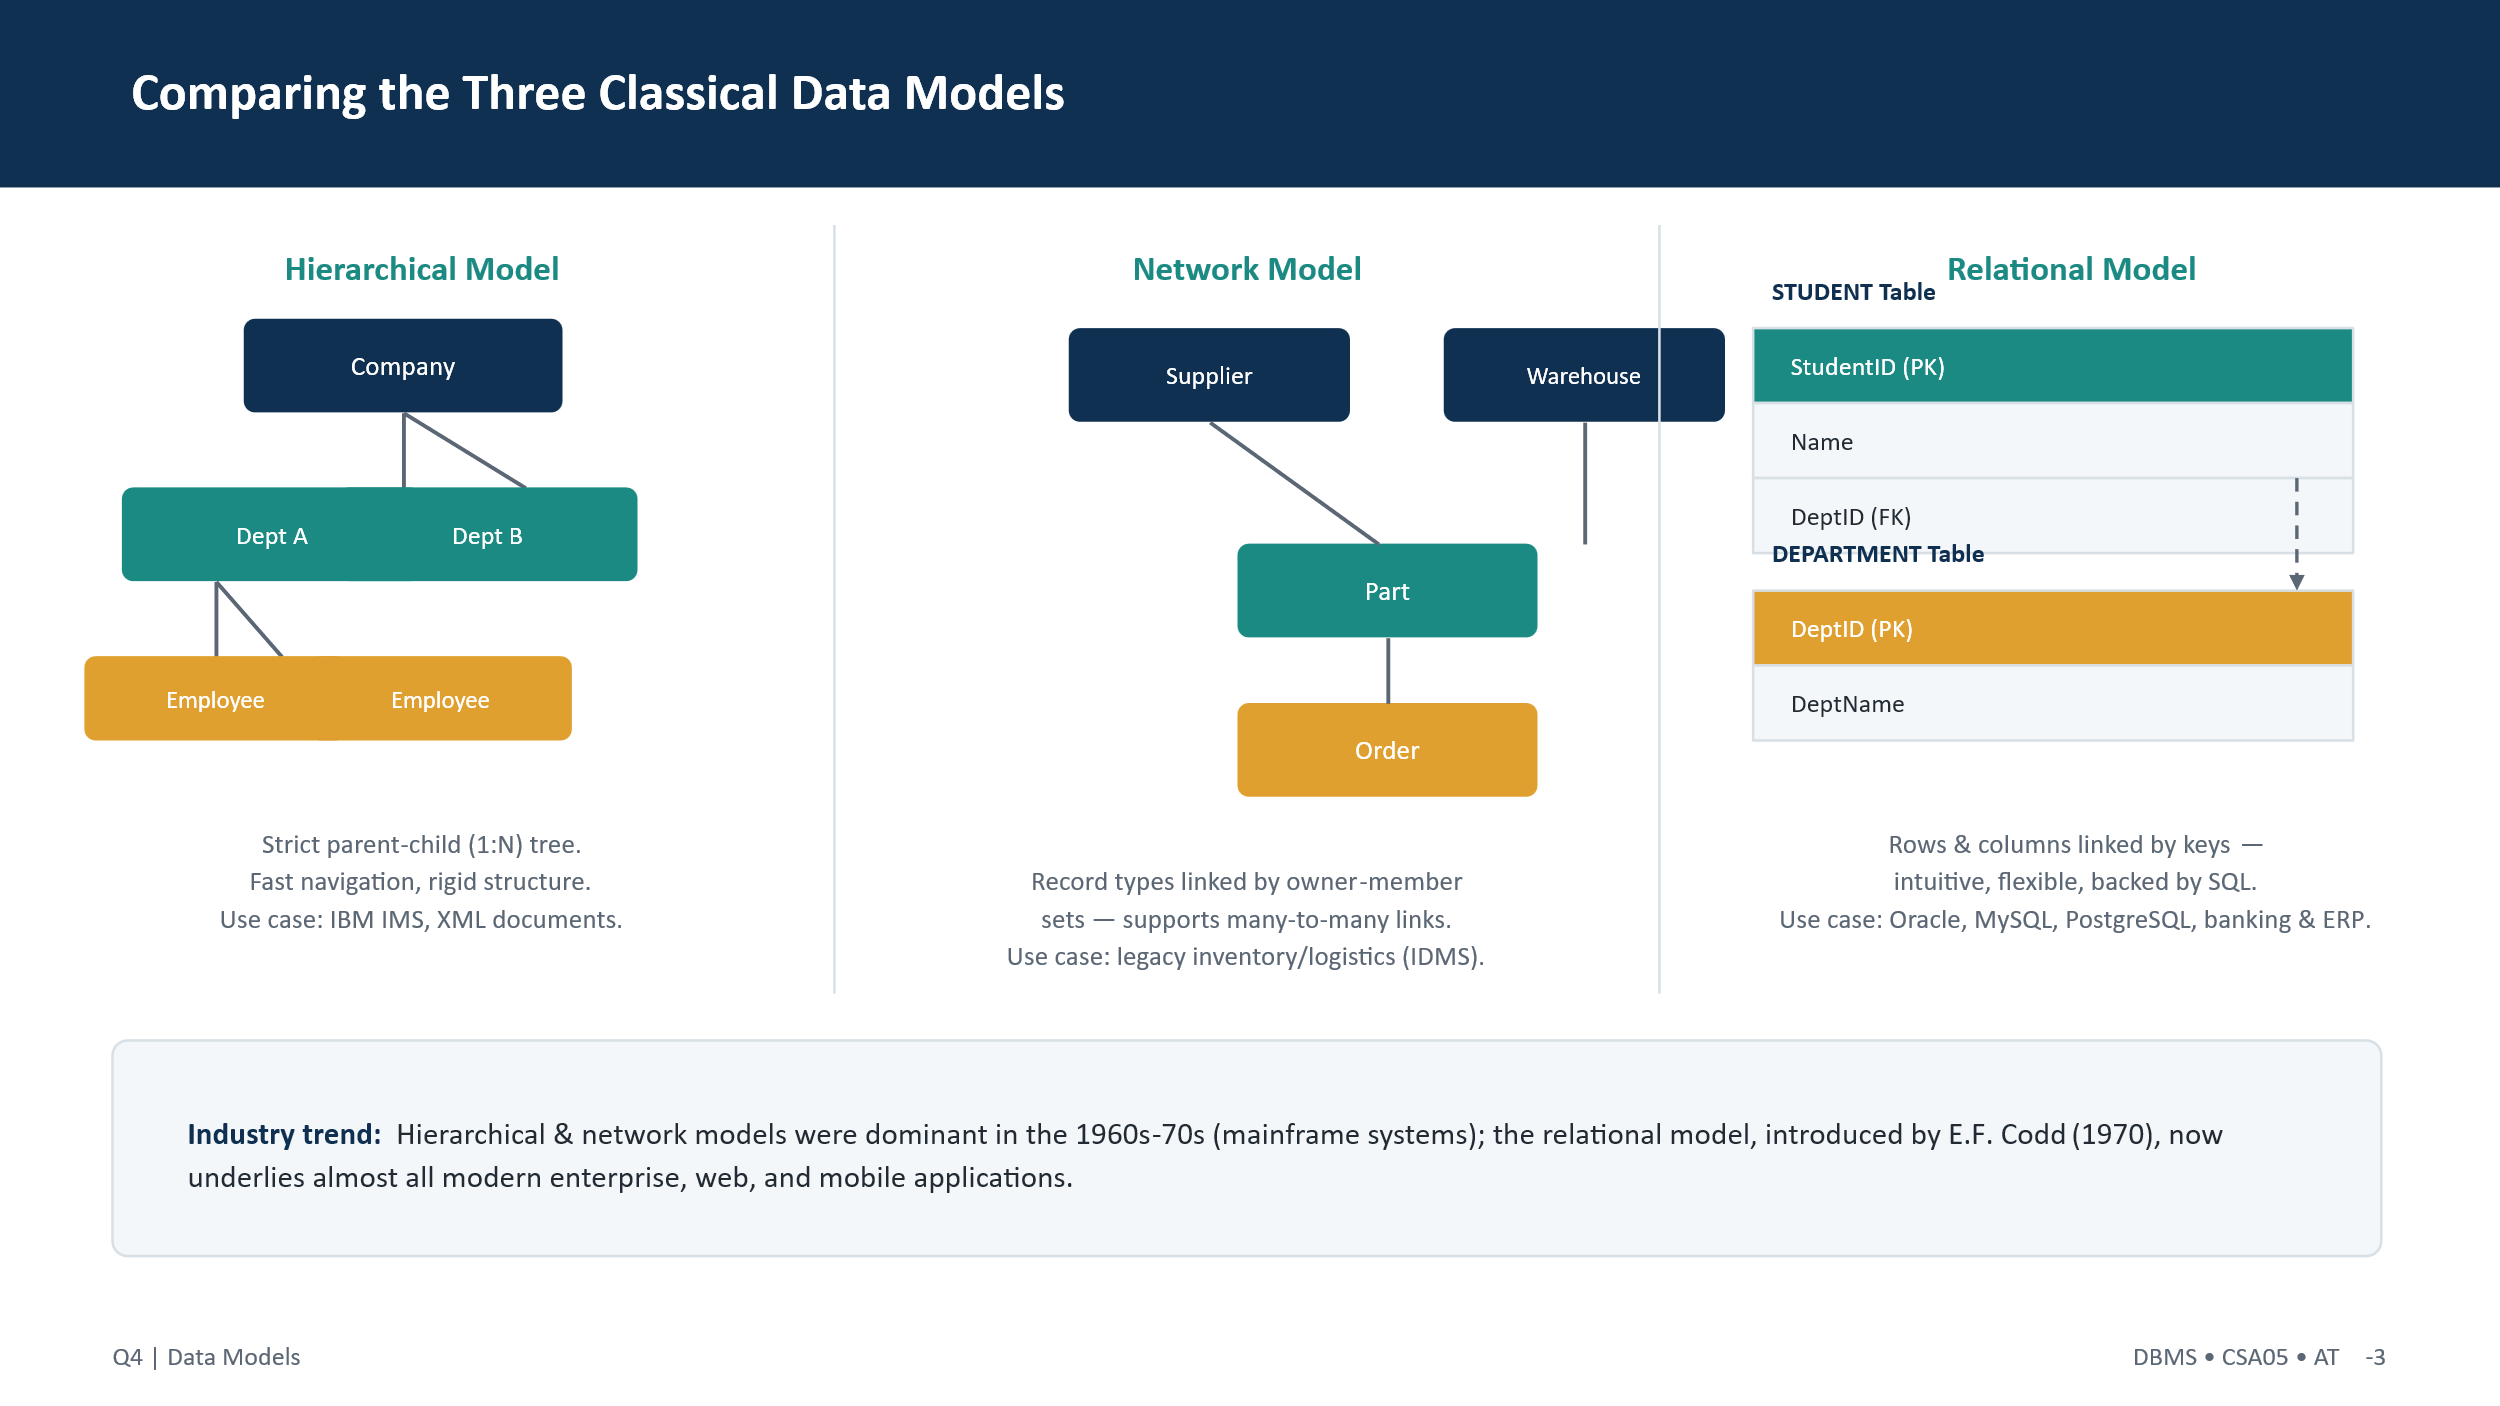 Comparing the Three Classical Data Models
Hierarchical Model
Company
Dept A
Dept B
Employee
Employee
Strict parent-child (1:N) tree.
Fast navigation, rigid structure.
Use case: IBM IMS, XML documents.
Network Model
Supplier
Warehouse
Part
Order
Record types linked by owner-member
sets — supports many-to-many links.
Use case: legacy inventory/logistics (IDMS).
Relational Model
STUDENT Table
StudentID (PK)
Name
DeptID (FK)
DEPARTMENT Table
DeptID (PK)
DeptName
Rows & columns linked by keys —
intuitive, flexible, backed by SQL.
Use case: Oracle, MySQL, PostgreSQL, banking & ERP.
Industry trend: Hierarchical & network models were dominant in the 1960s-70s (mainframe systems); the relational model, introduced by E.F. Codd (1970), now
underlies almost all modern enterprise, web, and mobile applications.
Q4 | Data Models
DBMS • CSA05 • AT -3